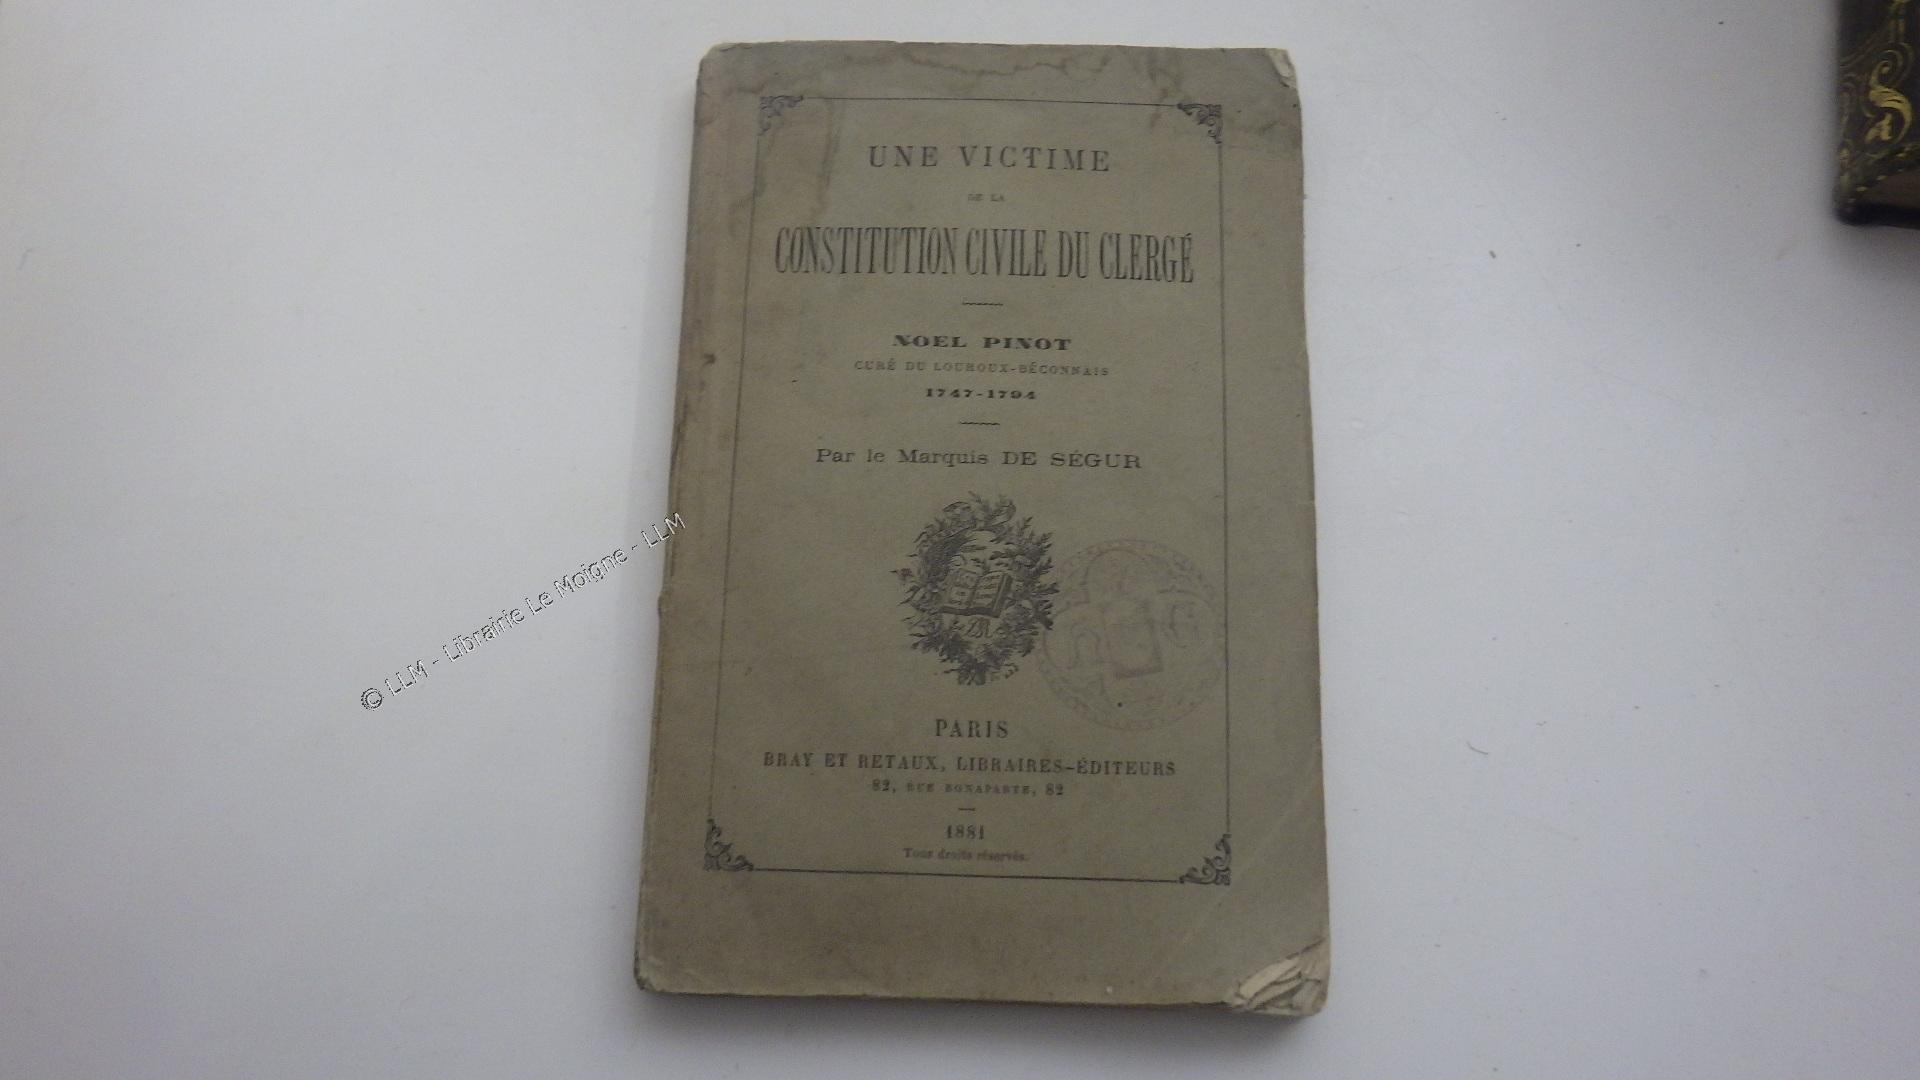 UNE VICTIME
DE LA
CONSTITUTION CIVILE DU CLERGÉ
NOEL PINOT
CURÉ DU LOUROUX-BÉCONNAIS
1747-1794
Par le Marquis DE SÉGUR
PARIS
BRAY ET RETAUX, LIBRAIRES-ÉDITEURS
82, RUE BONAPARTE, 82
1881
Tous droits réservés.
© LLM - Librairie Le Moigne - LLM